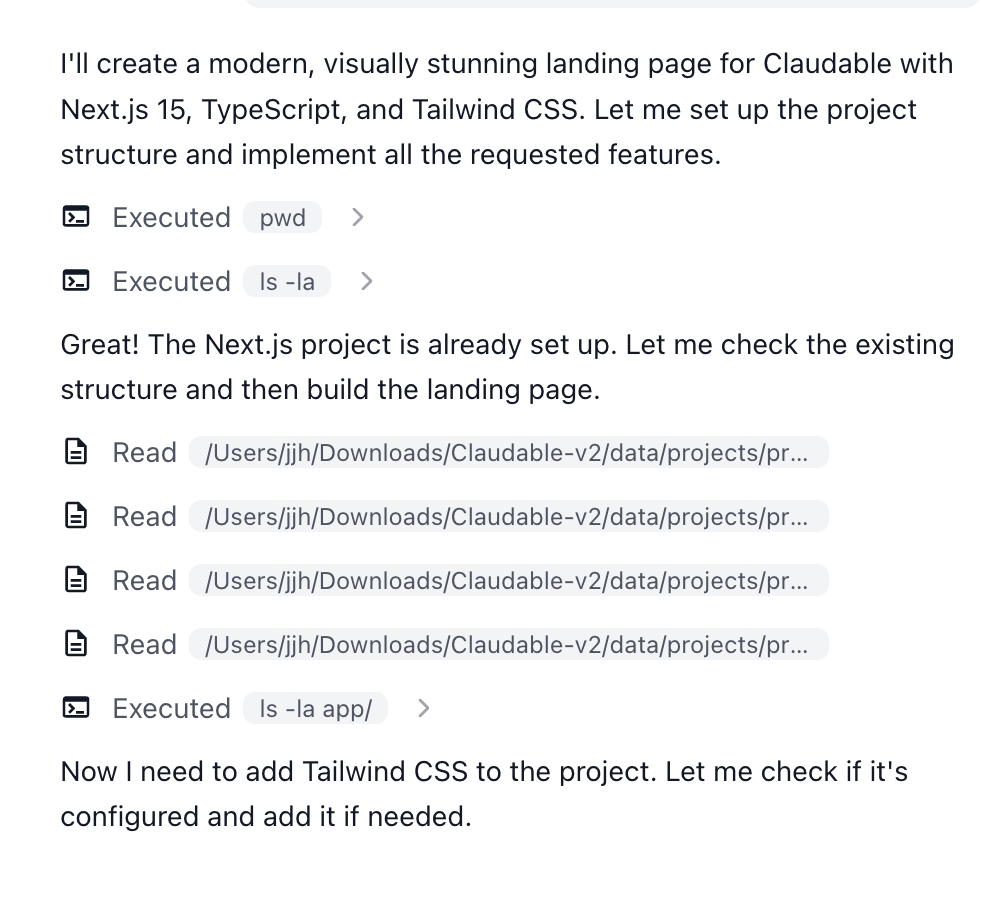 I'll create a modern, visually stunning landing page for Claudable with
Next.js 15, TypeScript, and Tailwind CSS. Let me set up the project
structure and implement all the requested features.
Executed pwd
Executed ls -la
Great! The Next.js project is already set up. Let me check the existing
structure and then build the landing page.
Read /Users/jjh/Downloads/Claudable-v2/data/projects/pr...
Read /Users/jjh/Downloads/Claudable-v2/data/projects/pr...
Read /Users/jjh/Downloads/Claudable-v2/data/projects/pr...
Read /Users/jjh/Downloads/Claudable-v2/data/projects/pr...
Executed ls -la app/
Now I need to add Tailwind CSS to the project. Let me check if it's
configured and add it if needed.